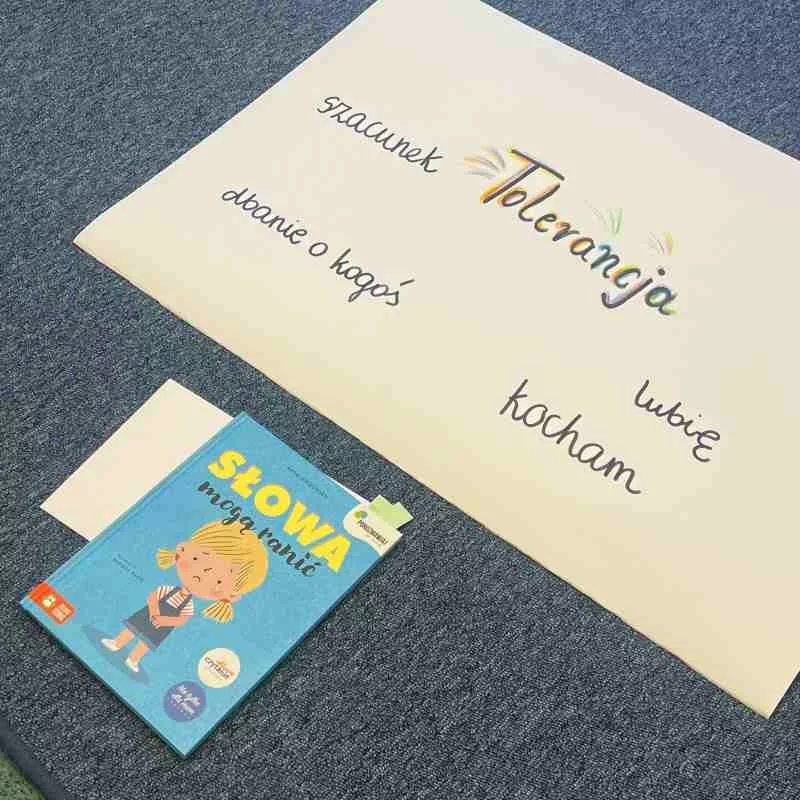 szacunek
Tolerancja
dbanie o kogoś
lubię
kocham
SŁOWA
mogą ranić